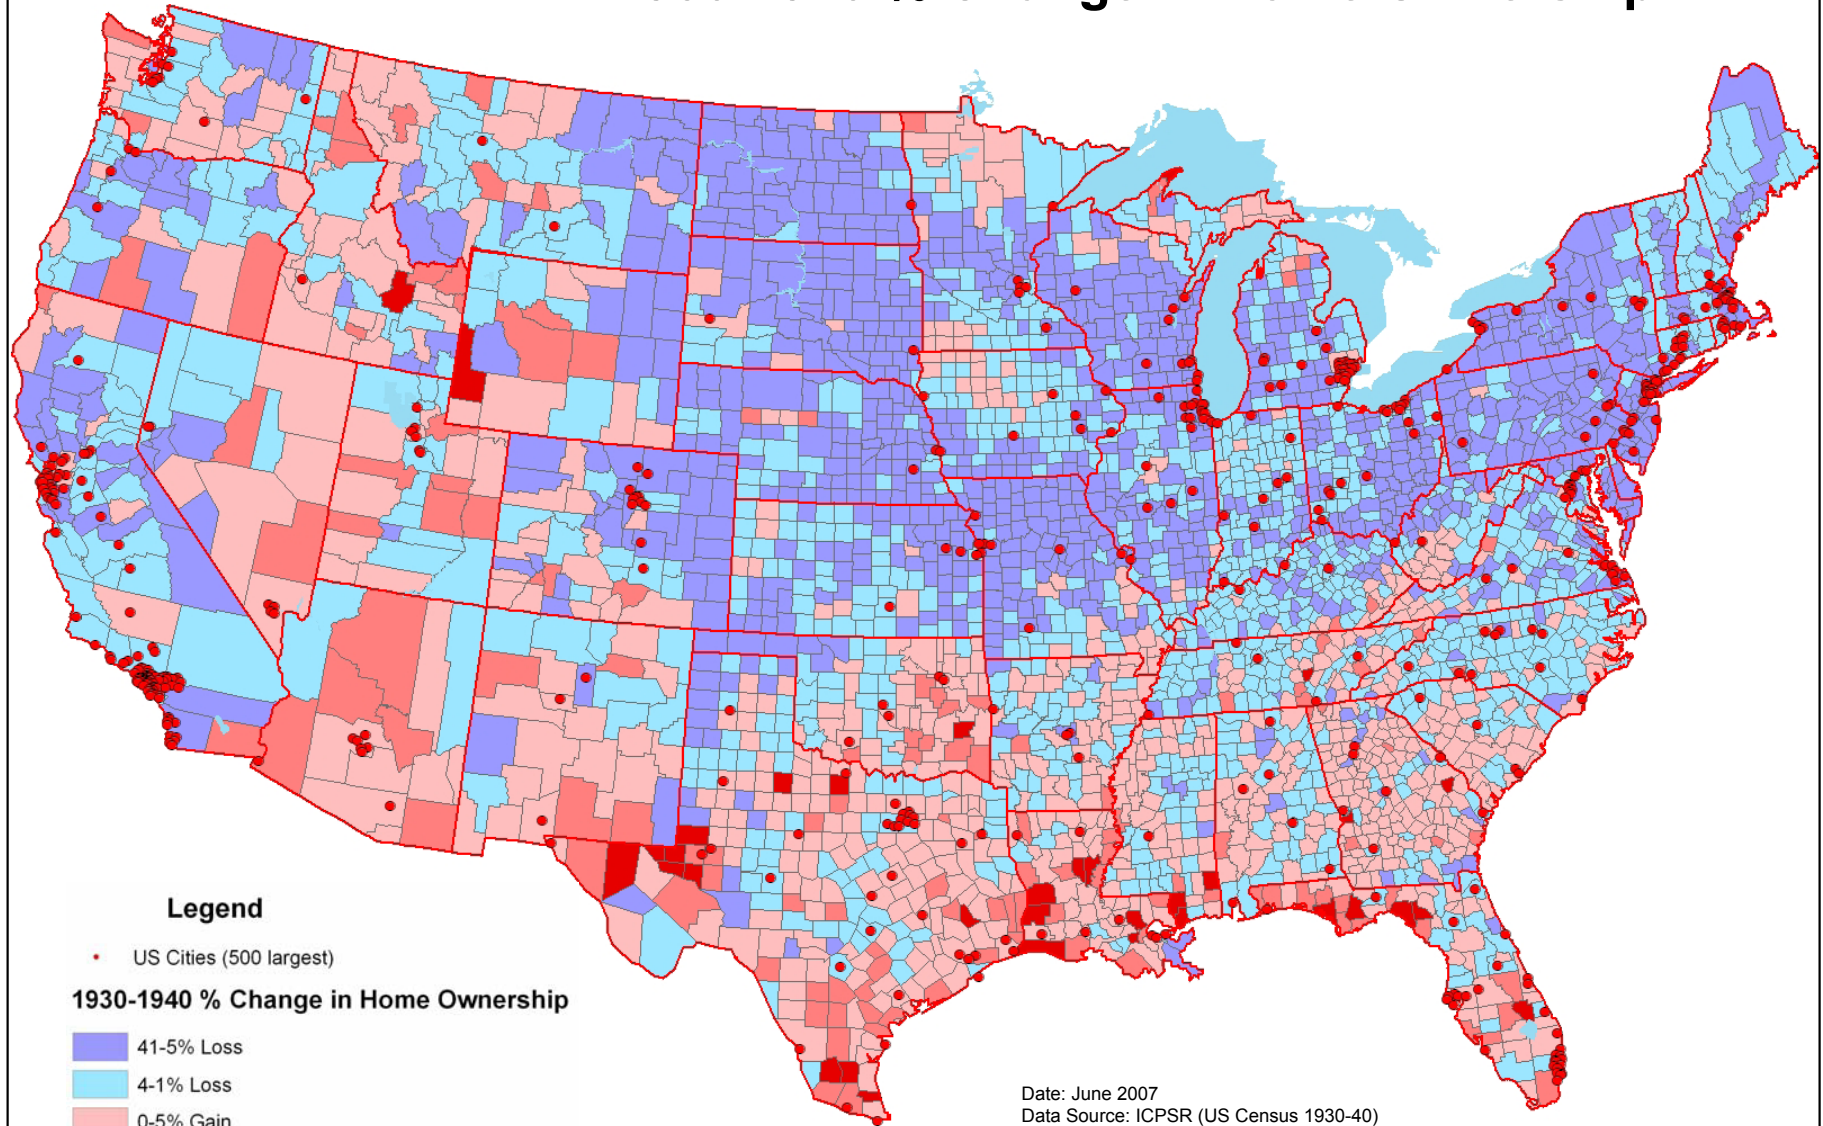 Legend
US Cities (500 largest)
1930-1940 % Change in Home Ownership
41-5% Loss
4-1% Loss
0-5% Gain
Date: June 2007
Data Source: ICPSR (US Census 1930-40)